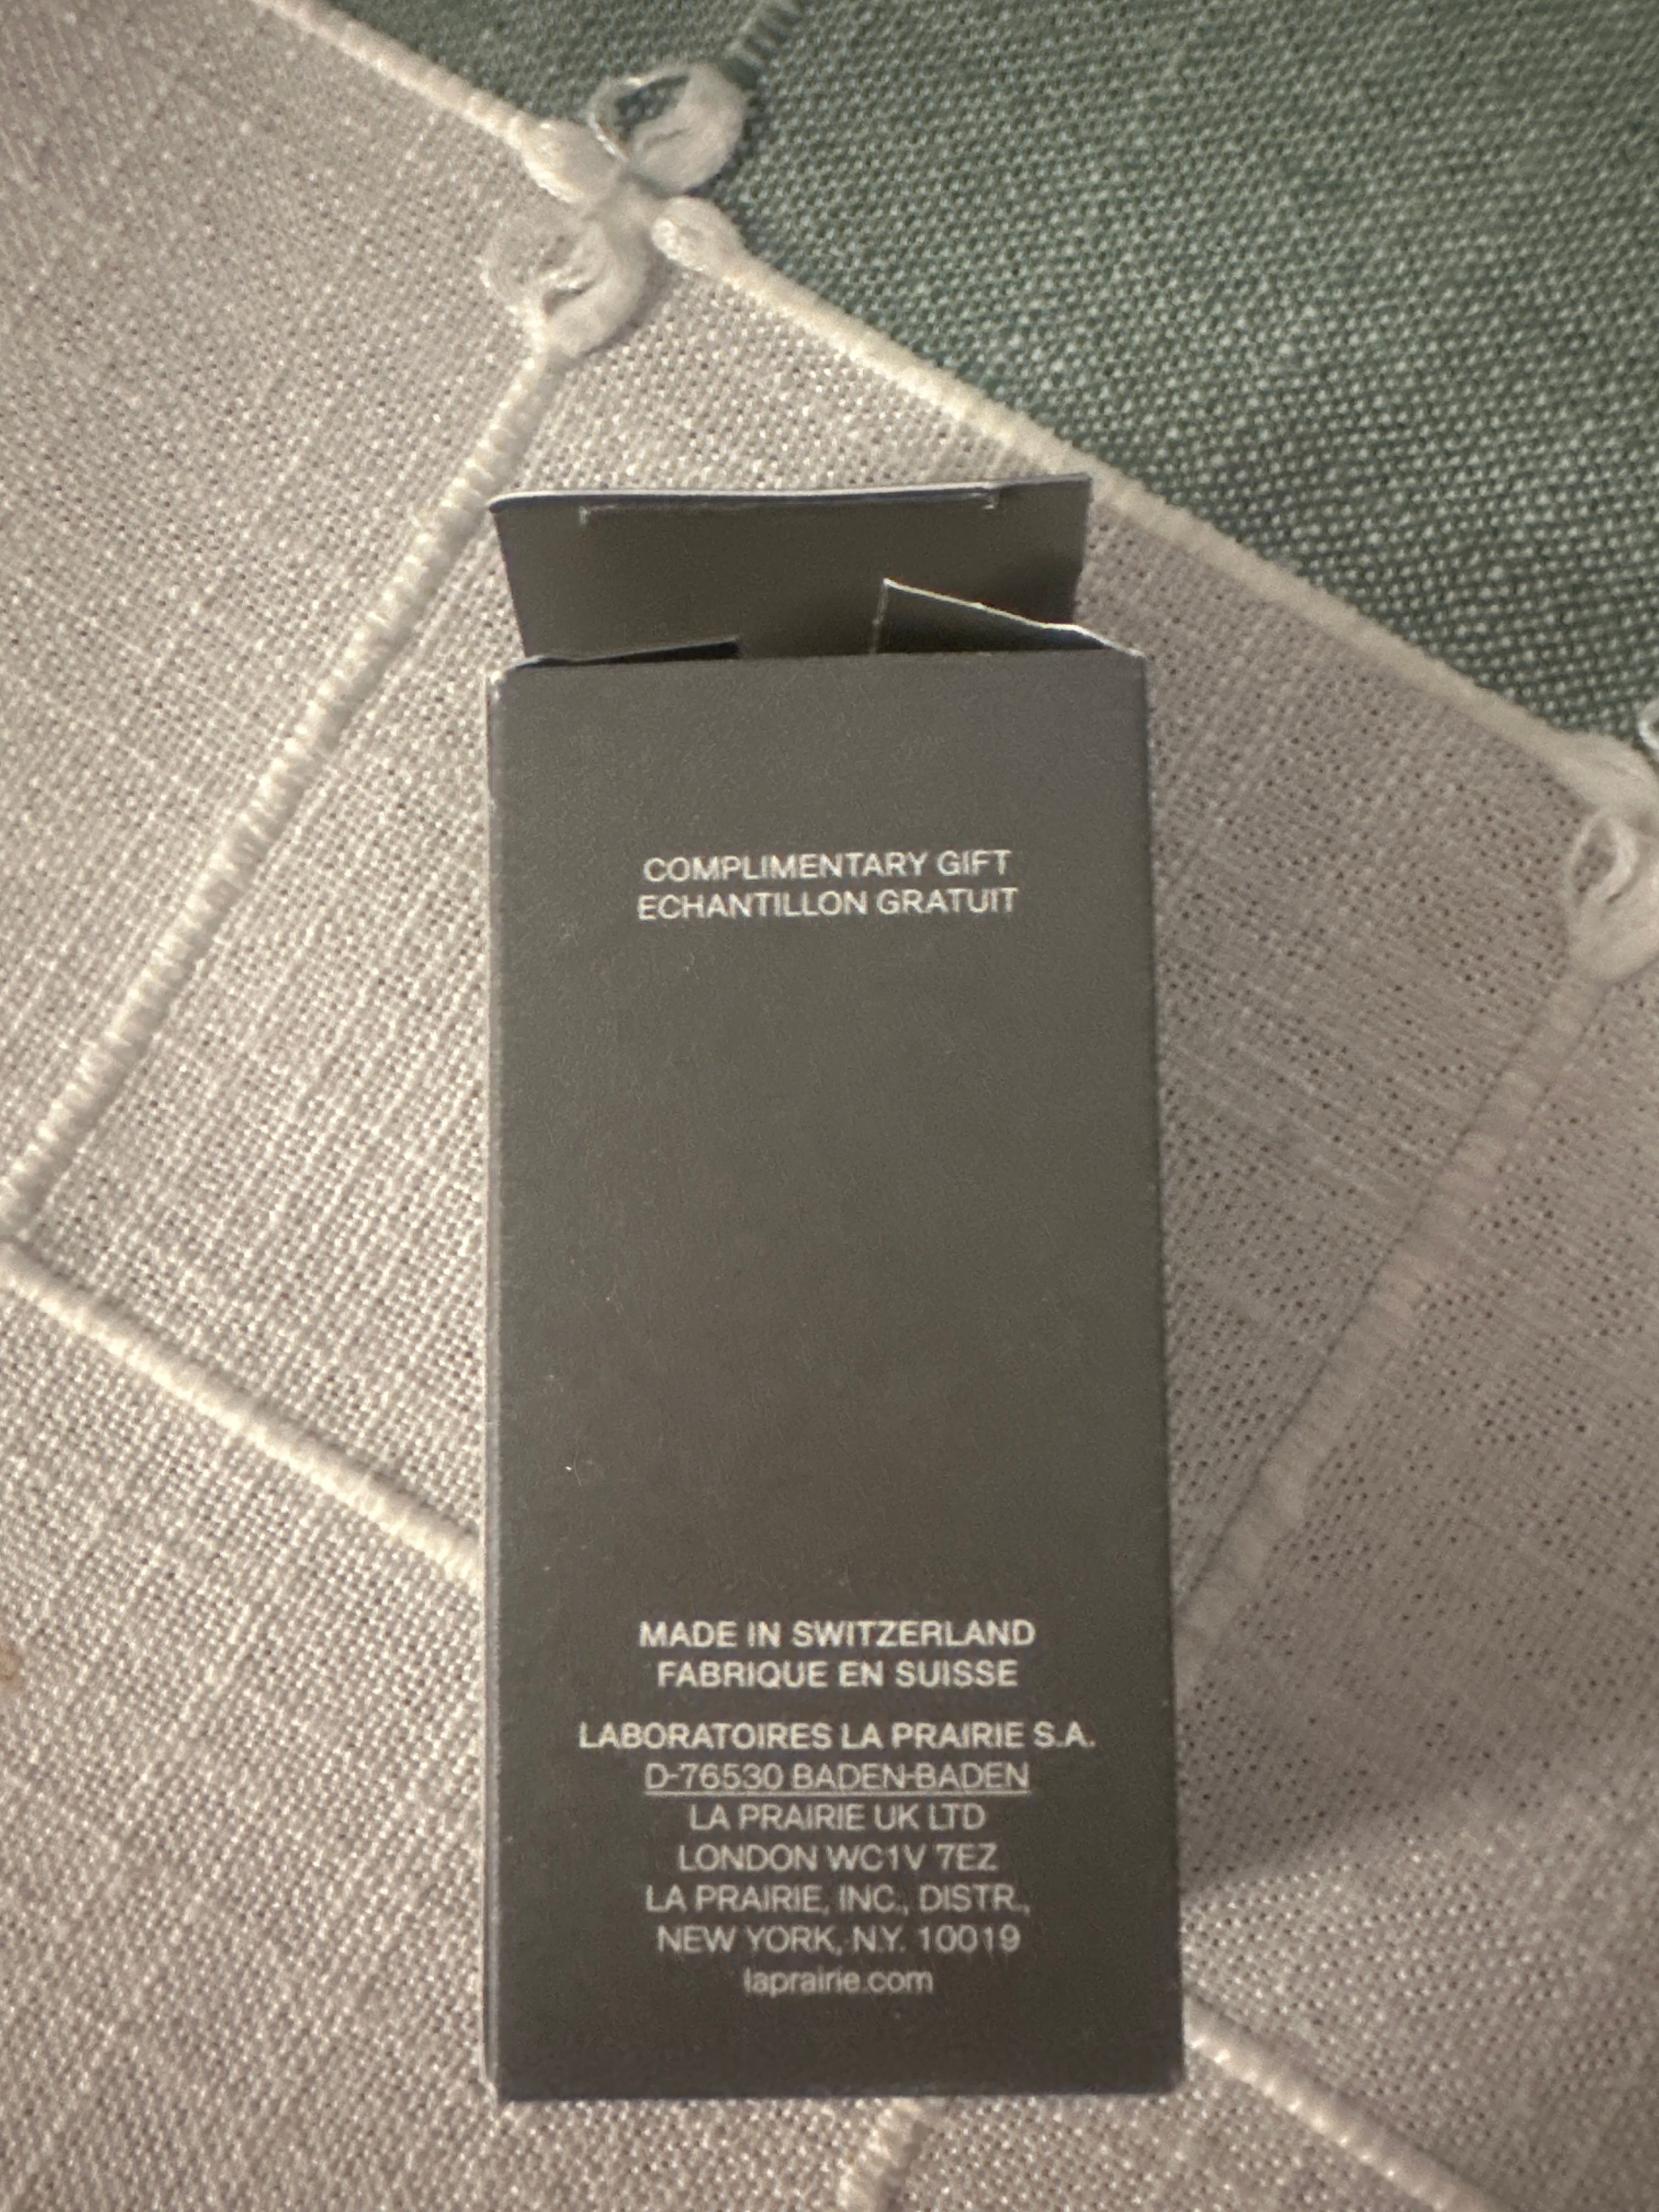 COMPLIMENTARY GIFT
ECHANTILLON GRATUIT
MADE IN SWITZERLAND
FABRIQUE EN SUISSE
LABORATOIRES LA PRAIRIE S.A.
D-76530 BADEN-BADEN
LA PRAIRIE UK LTD
LONDON WC1V 7EZ
LA PRAIRIE, INC., DISTR.,
NEW YORK, N.Y. 10019
laprairie.com